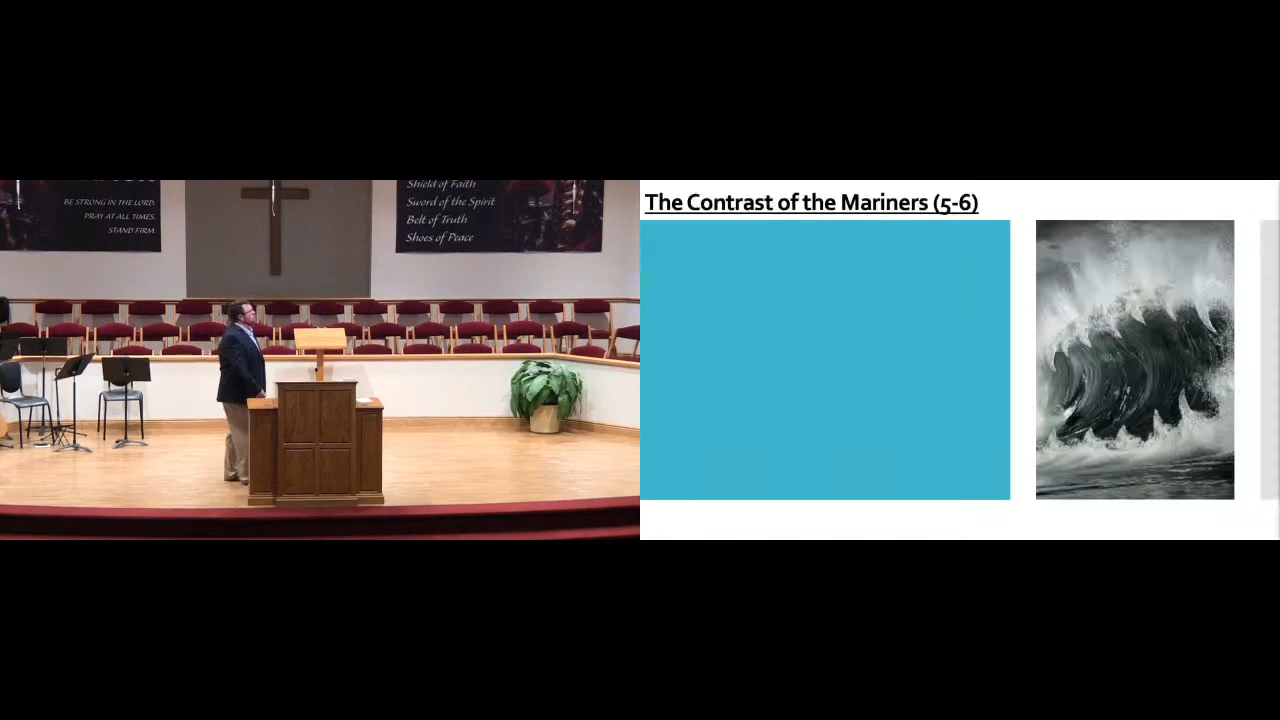 BE STRONG IN THE LORD.
PRAY AT ALL TIMES.
STAND FIRM.
Shield of Faith
Sword of the Spirit
Belt of Truth
Shoes of Peace
The Contrast of the Mariners (5-6)